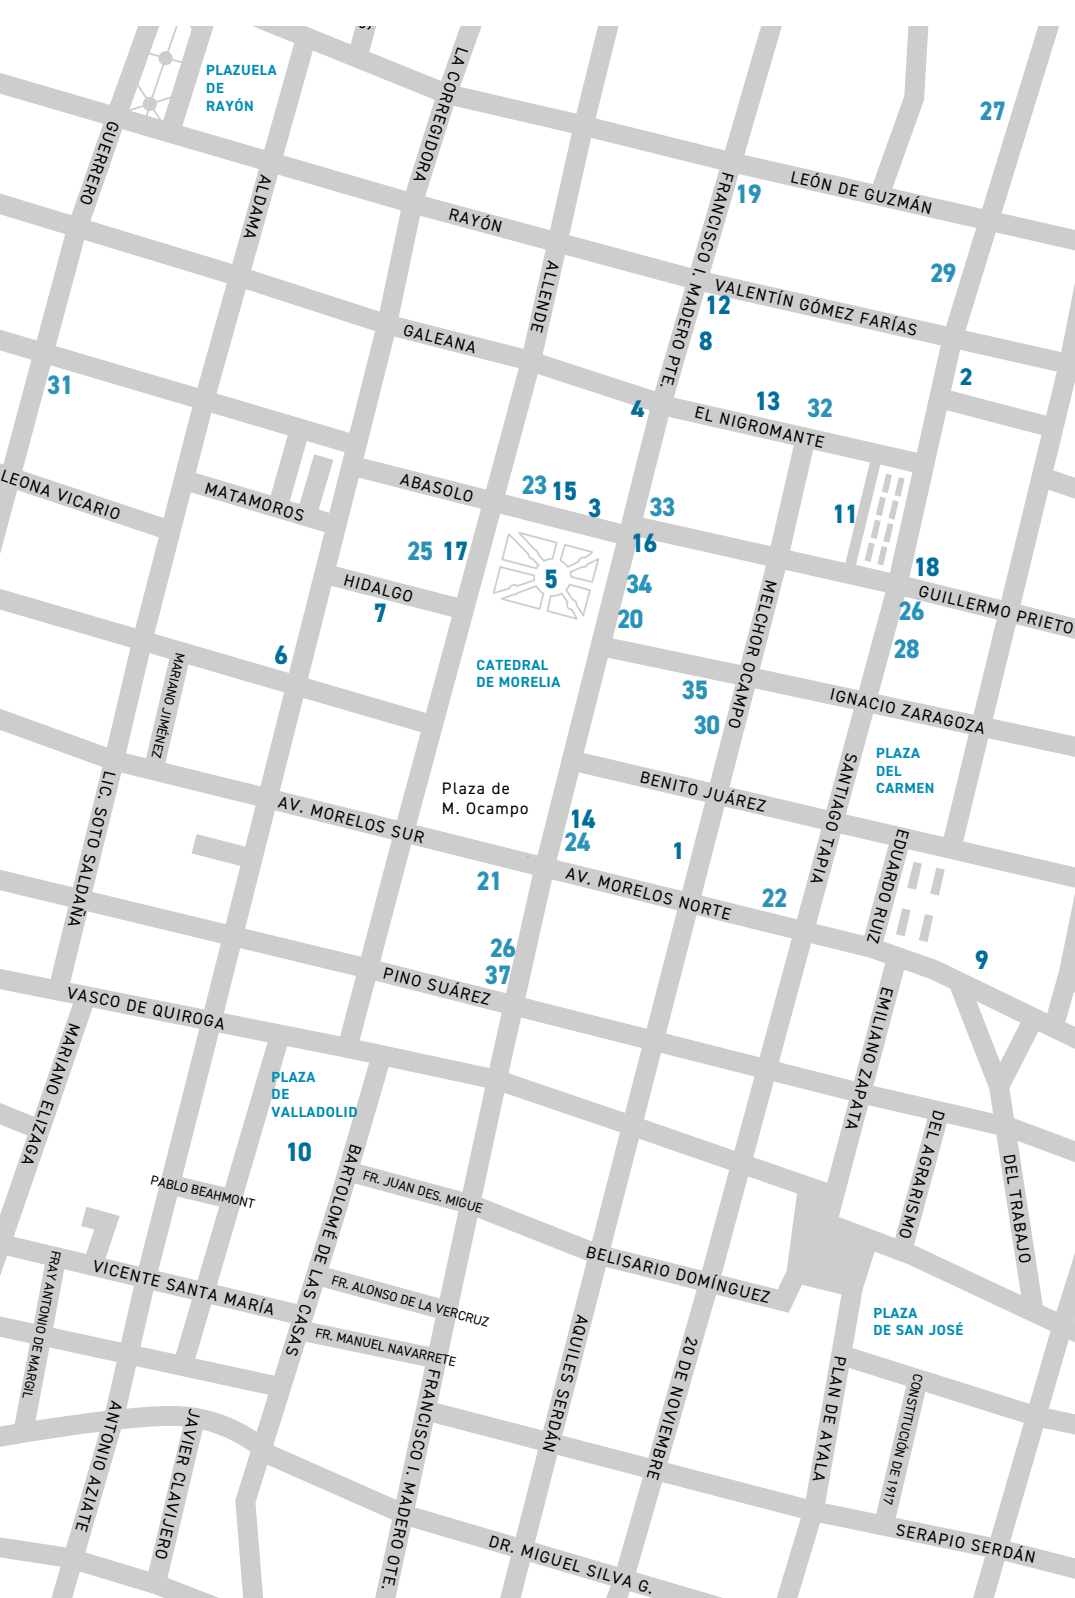 PLAZUELA
DE
RAYÓN
LA CORREGIDORA
27
GUERRERO
ALDAMA
LEÓN DE GUZMÁN
19
FRANCISCO I. MADERO PTE.
RAYÓN
ALLENDE
29
VALENTÍN GÓMEZ FARÍAS
12
8
GALEANA
2
31
4
13
32
EL NIGROMANTE
LEONA VICARIO
MATAMOROS
ABASOLO
23
15
3
33
11
16
25
17
18
HIDALGO
5
34
7
20
MELCHOR OCAMPO
GUILLERMO PRIETO
26
28
6
MARIANO JIMÉNEZ
CATEDRAL
DE MORELIA
35
30
IGNACIO ZARAGOZA
PLAZA
DEL
CARMEN
SANTIAGO TAPIA
LIC. SOTO SALDAÑA
Plaza de
M. Ocampo
BENITO JUÁREZ
AV. MORELOS SUR
14
24
1
EDUARDO RUIZ
21
AV. MORELOS NORTE
22
26
37
9
PINO SUÁREZ
VASCO DE QUIROGA
EMILIANO ZAPATA
MARIANO ELIZAGA
PLAZA
DE
VALLADOLID
10
DEL AGRARISMO
DEL TRABAJO
BARTOLOMÉ DE LAS CASAS
PABLO BEAHMONT
FR. JUAN DES. MIGUE
BELISARIO DOMÍNGUEZ
FRAY ANTONIO DE MARGIL
VICENTE SANTA MARÍA
FR. ALONSO DE LA VERCRUZ
FR. MANUEL NAVARRETE
PLAZA
DE SAN JOSÉ
AQUILES SERDÁN
20 DE NOVIEMBRE
PLAN DE AYALA
CONSTITUCIÓN DE 1917
ANTONIO AZIATE
JAVIER CLAVIJERO
FRANCISCO I. MADERO OTE.
SERAPIO SERDÁN
DR. MIGUEL SILVA G.